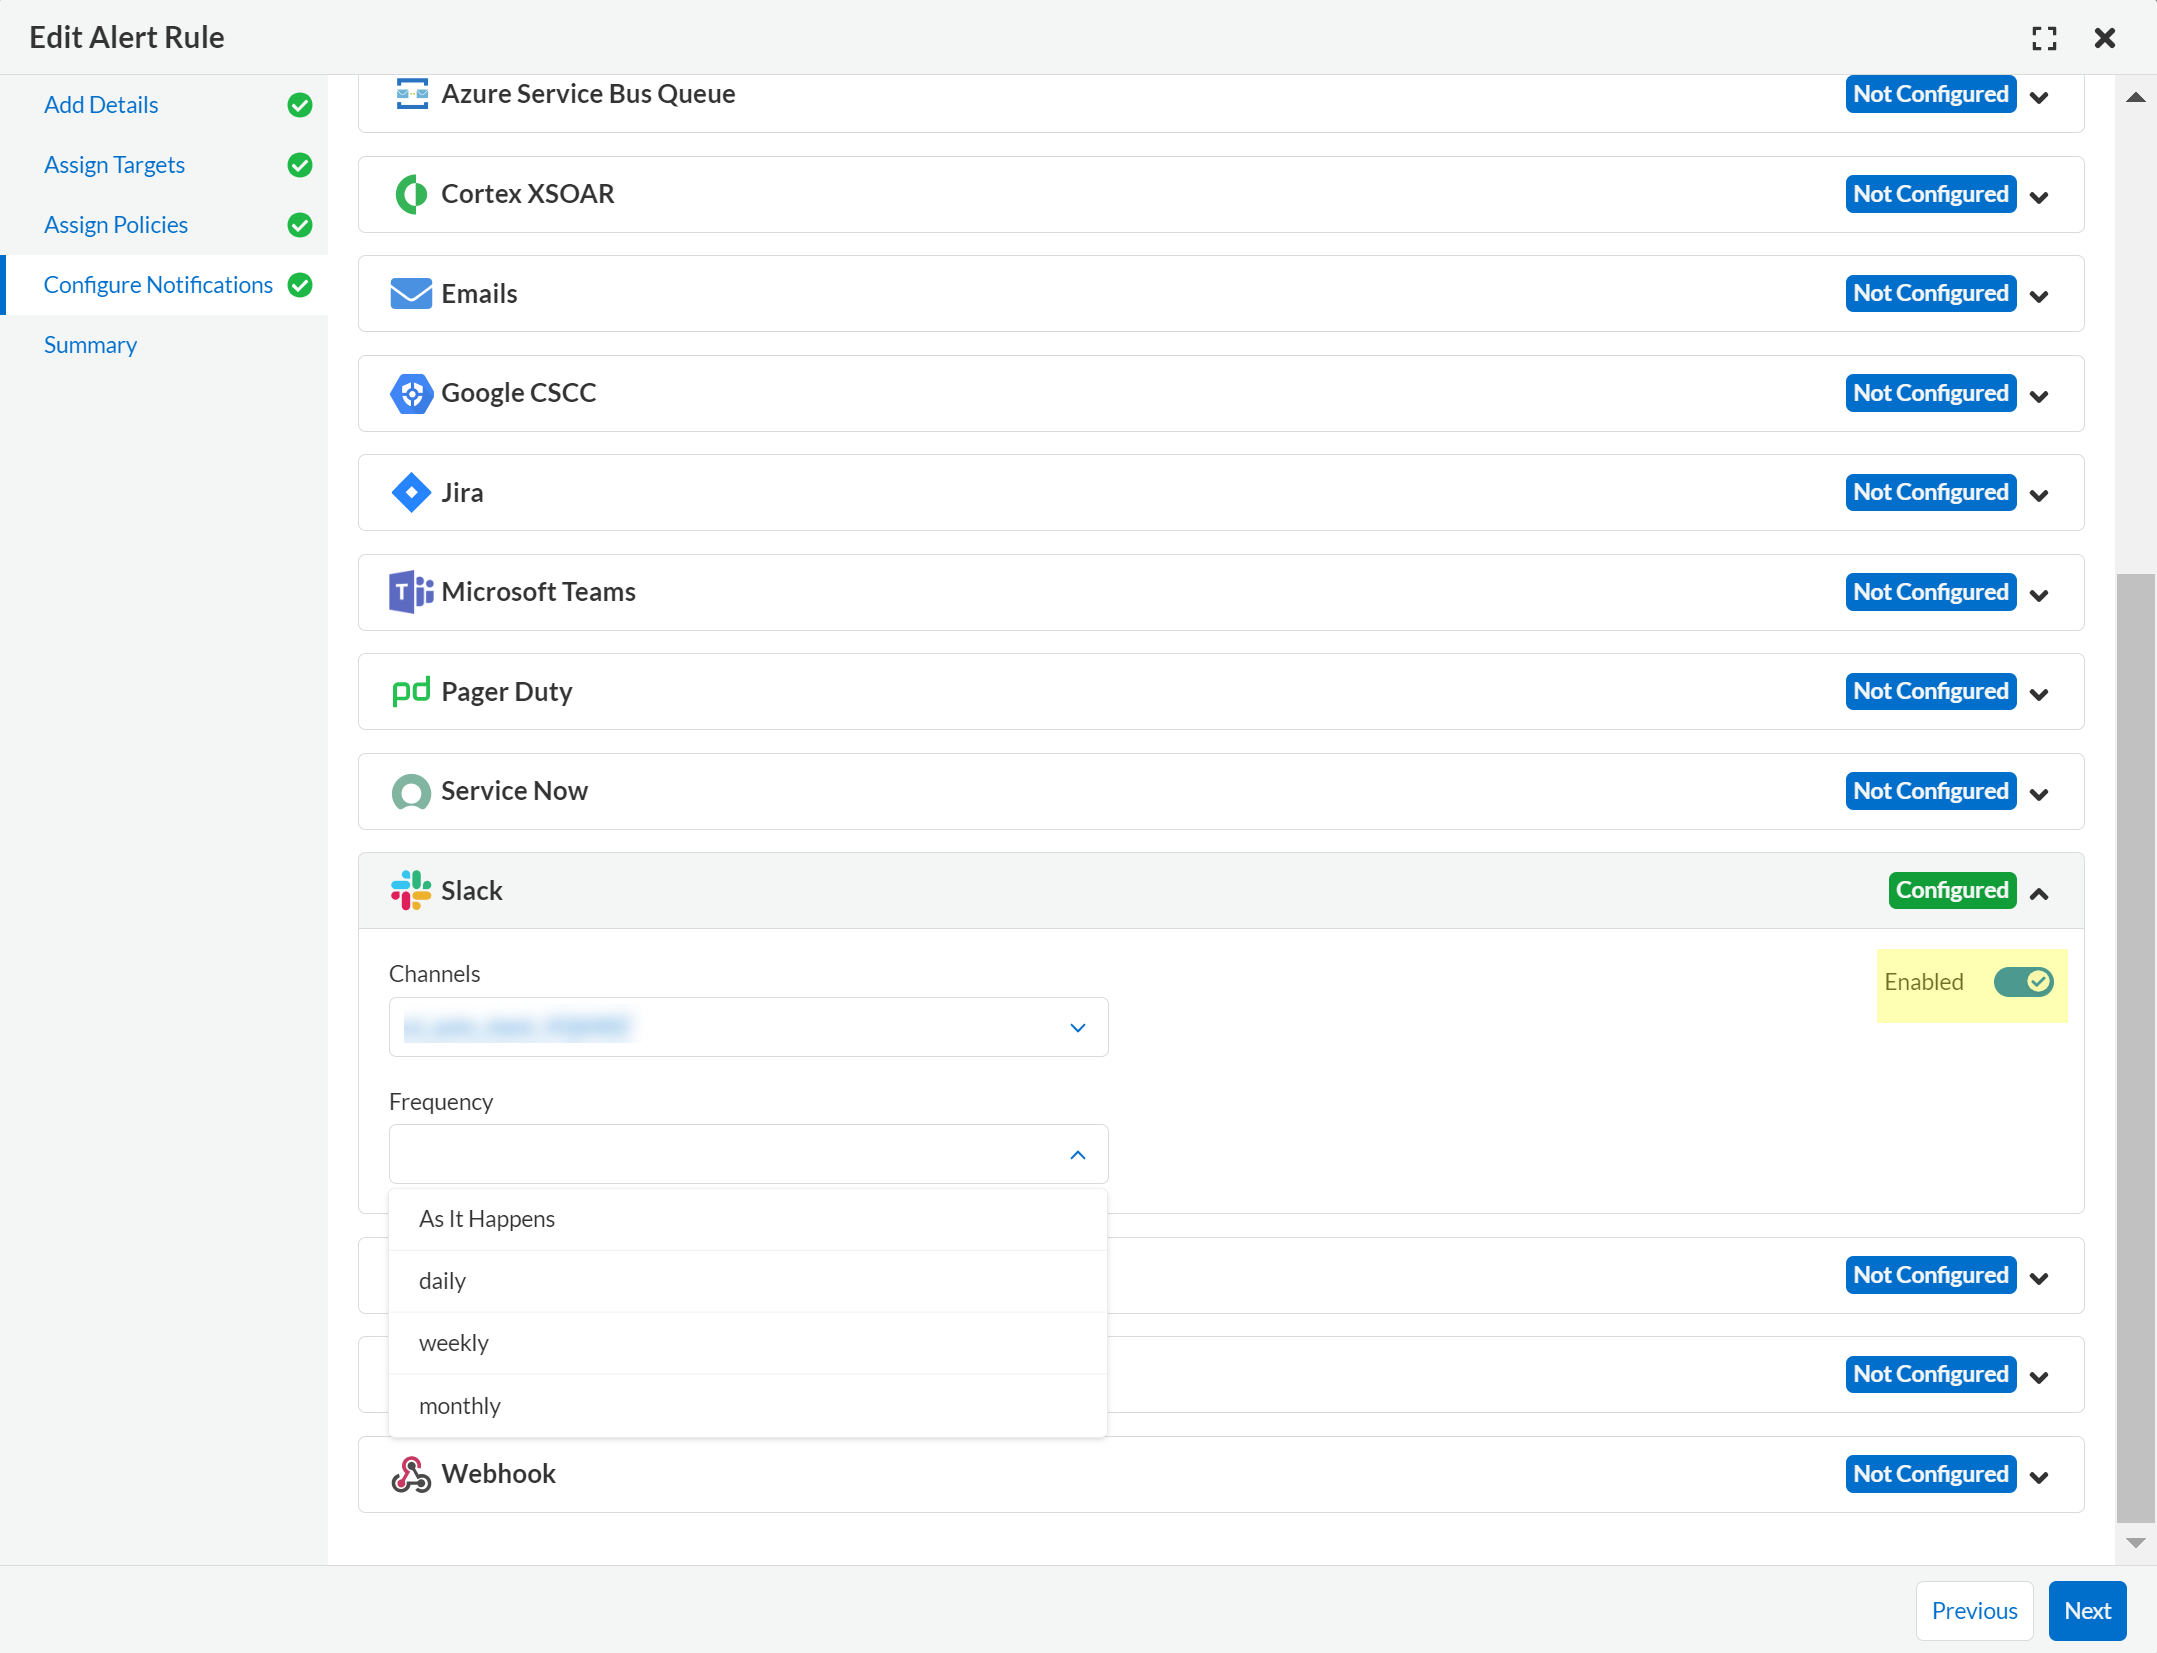 Edit Alert Rule
Add Details
Assign Targets
Assign Policies
Configure Notifications
Summary
Azure Service Bus Queue Not Configured
Cortex XSOAR Not Configured
Emails Not Configured
Google CSCC Not Configured
Jira Not Configured
Microsoft Teams Not Configured
Pager Duty Not Configured
Service Now Not Configured
Slack Configured
Channels
Enabled
Frequency
As It Happens
daily
weekly
monthly
Not Configured
Not Configured
Webhook Not Configured
Previous Next